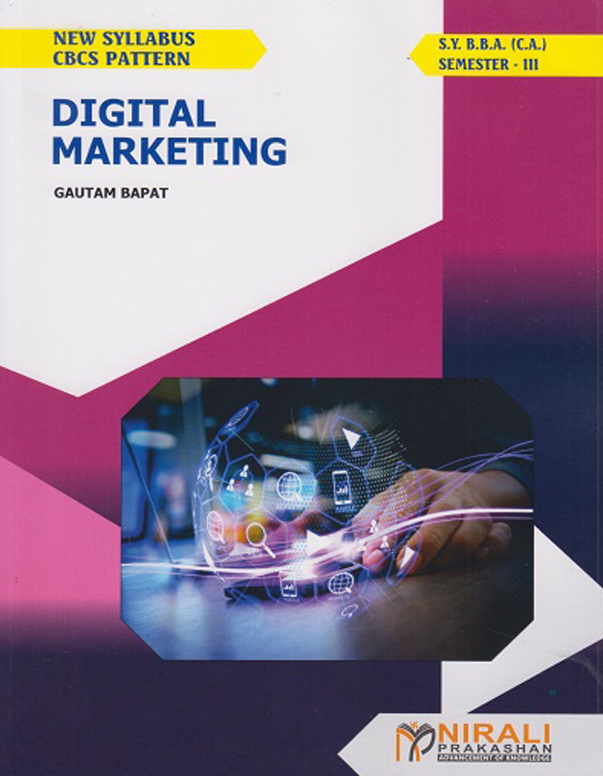 NEW SYLLABUS
CBCS PATTERN
S.Y. B.B.A. (C.A.)
SEMESTER - III
DIGITAL
MARKETING
GAUTAM BAPAT
NIRALI
PRAKASHAN
ADVANCEMENT OF KNOWLEDGE